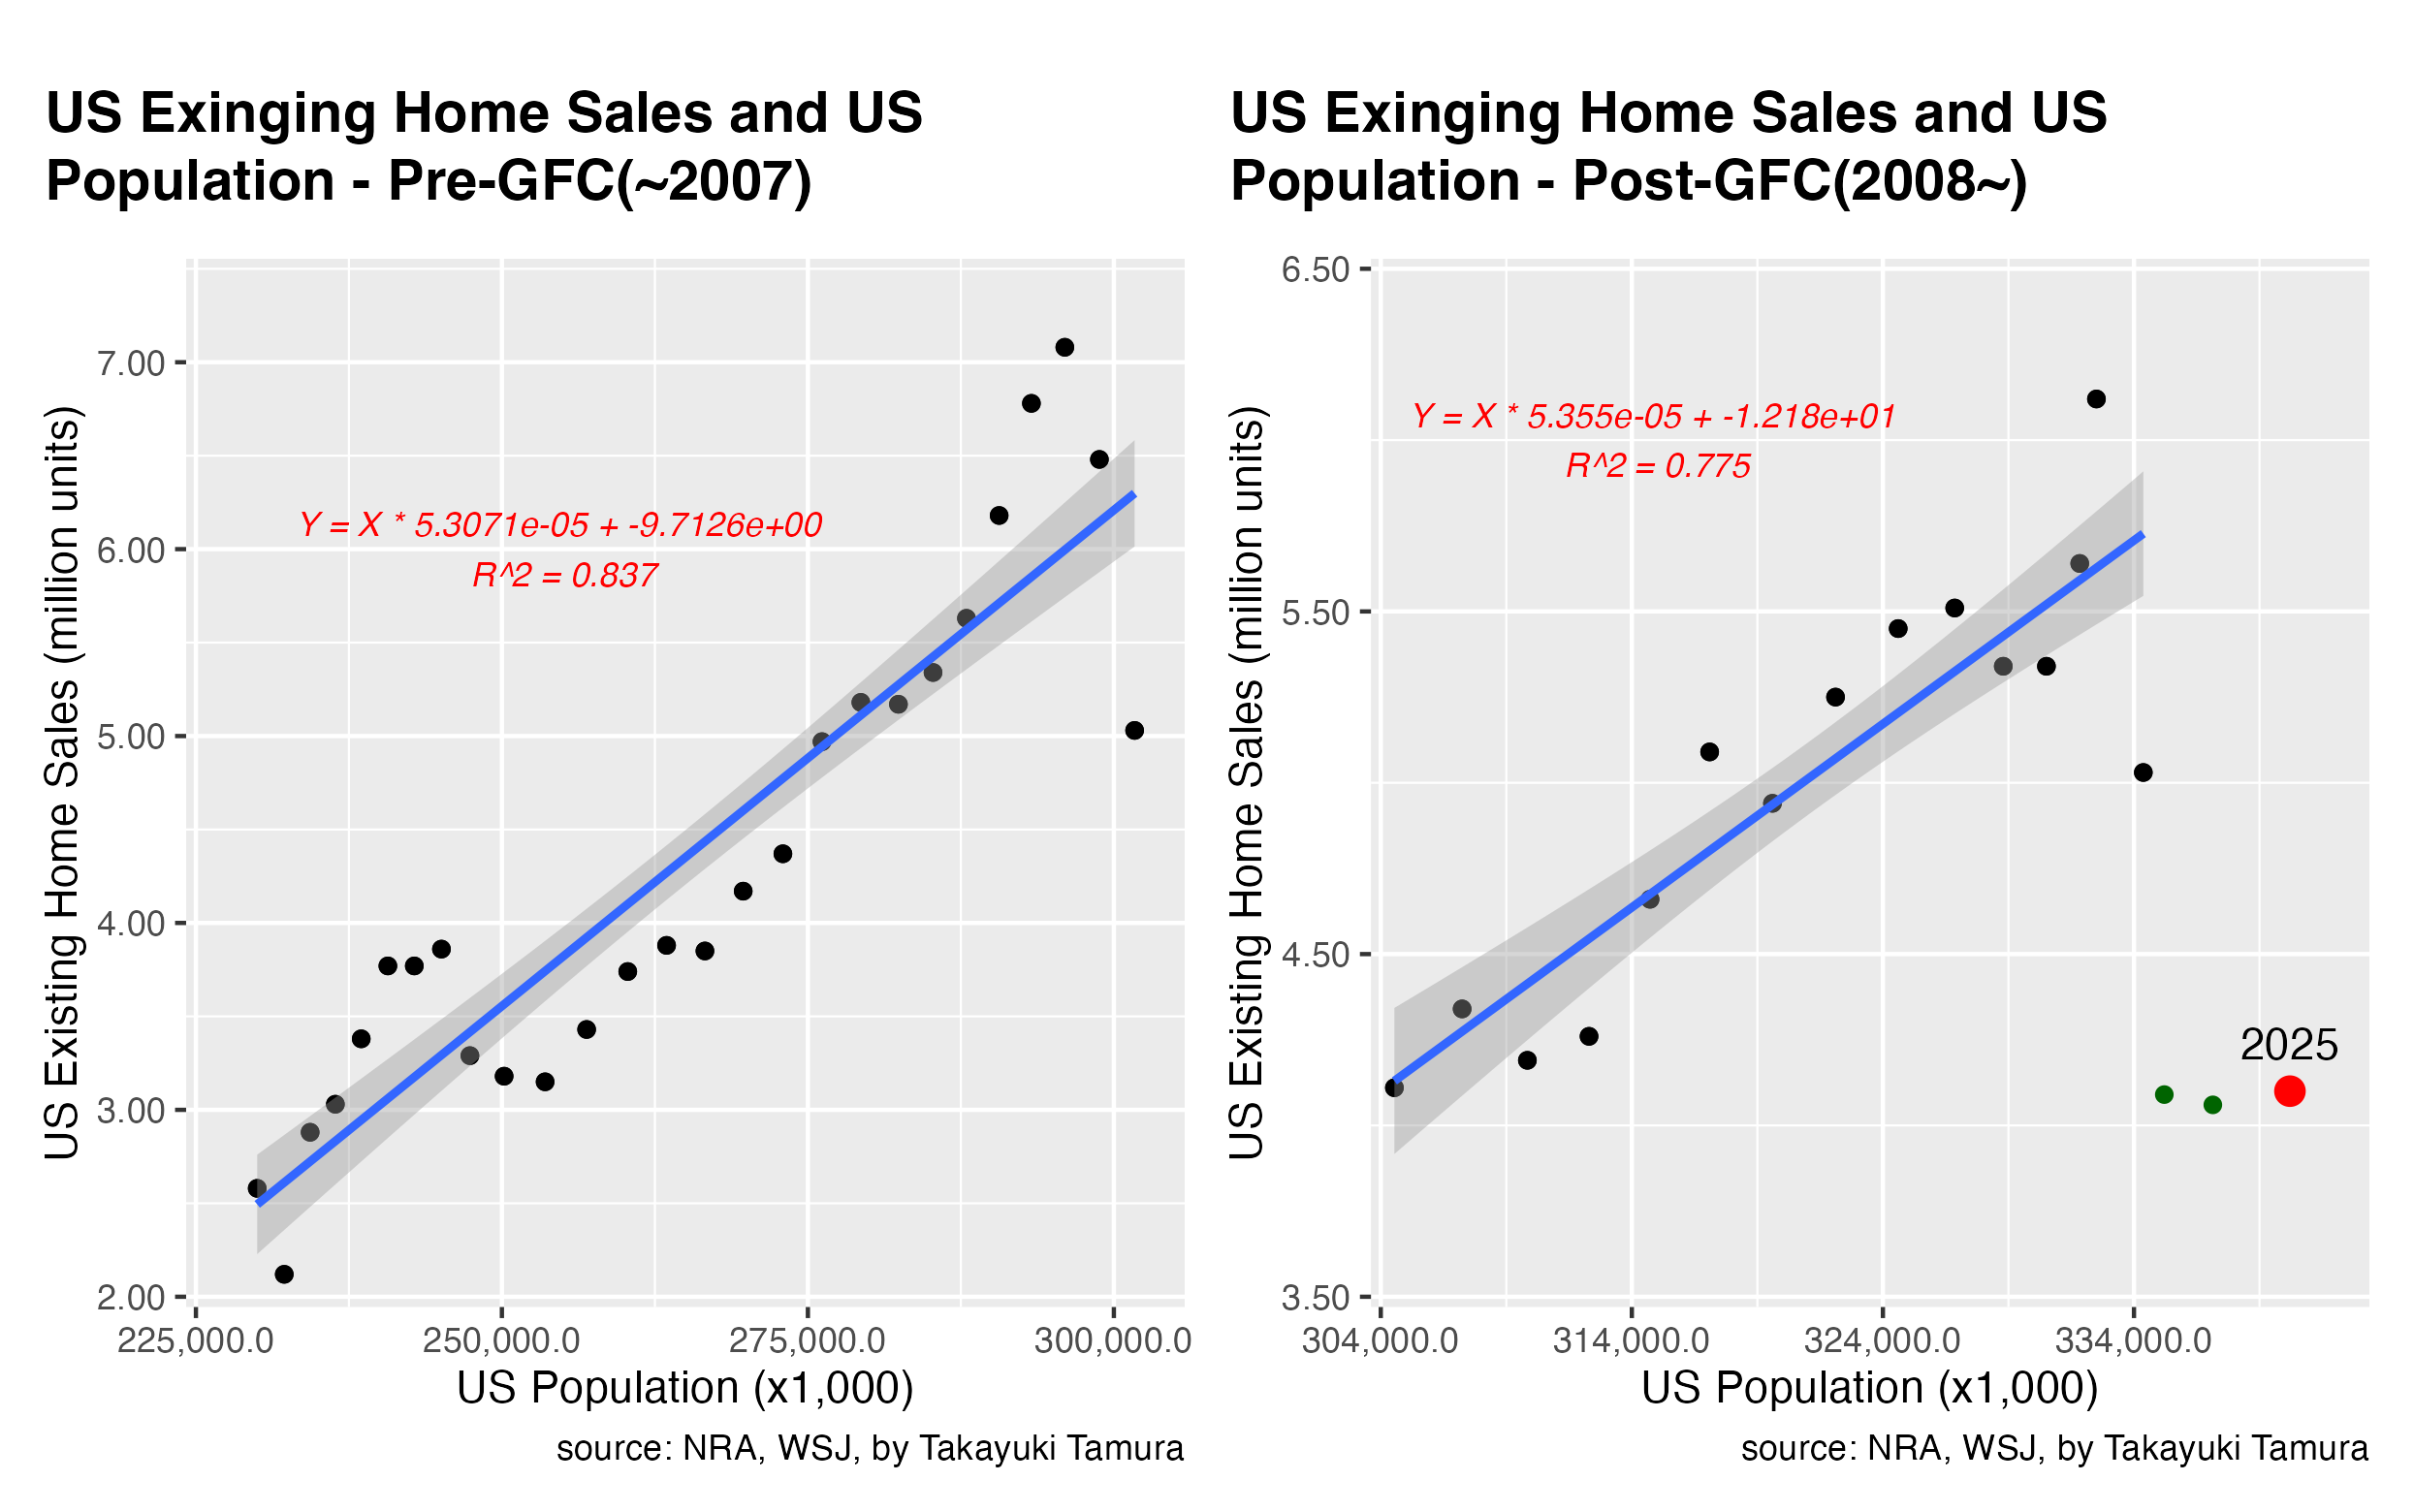 US Exinging Home Sales and US
Population - Pre-GFC(~2007)
US Existing Home Sales (million units)
7.00
6.00
5.00
4.00
3.00
2.00
Y = X * 5.3071e-05 + -9.7126e+00
R^2 = 0.837
225,000.0
250,000.0
275,000.0
300,000.0
US Population (x1,000)
source: NRA, WSJ, by Takayuki Tamura
US Exinging Home Sales and US
Population - Post-GFC(2008~)
US Existing Home Sales (million units)
6.50
5.50
4.50
3.50
Y = X * 5.355e-05 + -1.218e+01
R^2 = 0.775
2025
304,000.0
314,000.0
324,000.0
334,000.0
US Population (x1,000)
source: NRA, WSJ, by Takayuki Tamura